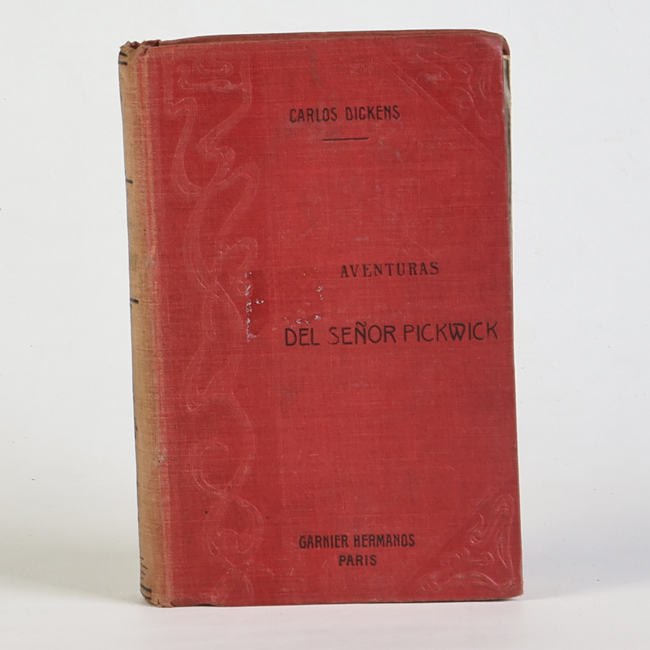 CARLOS DICKENS
AVENTURAS
DEL SEÑOR PICKWICK
GARNIER HERMANOS
PARIS